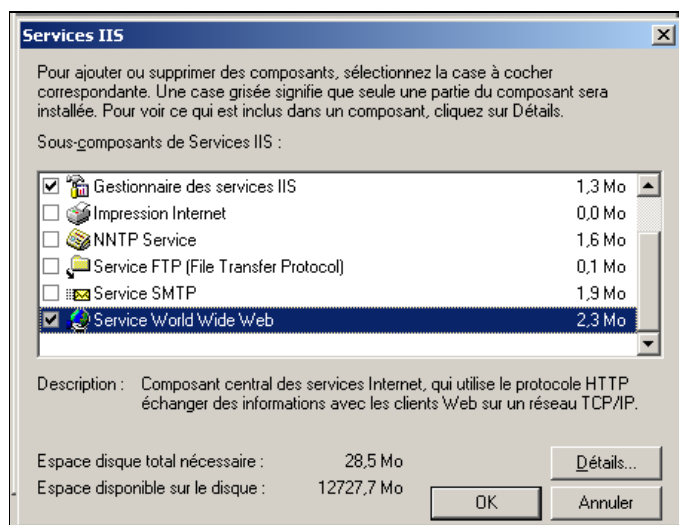 Services IIS
Pour ajouter ou supprimer des composants, sélectionnez la case à cocher
correspondante. Une case grisée signifie que seule une partie du composant sera
installée. Pour voir ce qui est inclus dans un composant, cliquez sur Détails.
Sous-composants de Services IIS :
Gestionnaire des services IIS 1,3 Mo
Impression Internet 0,0 Mo
NNTP Service 1,6 Mo
Service FTP (File Transfer Protocol) 0,1 Mo
Service SMTP 1,9 Mo
Service World Wide Web 2,3 Mo
Description : Composant central des services Internet, qui utilise le protocole HTTP
échanger des informations avec les clients Web sur un réseau TCP/IP.
Espace disque total nécessaire : 28,5 Mo
Détails...
Espace disponible sur le disque : 12727,7 Mo
OK
Annuler